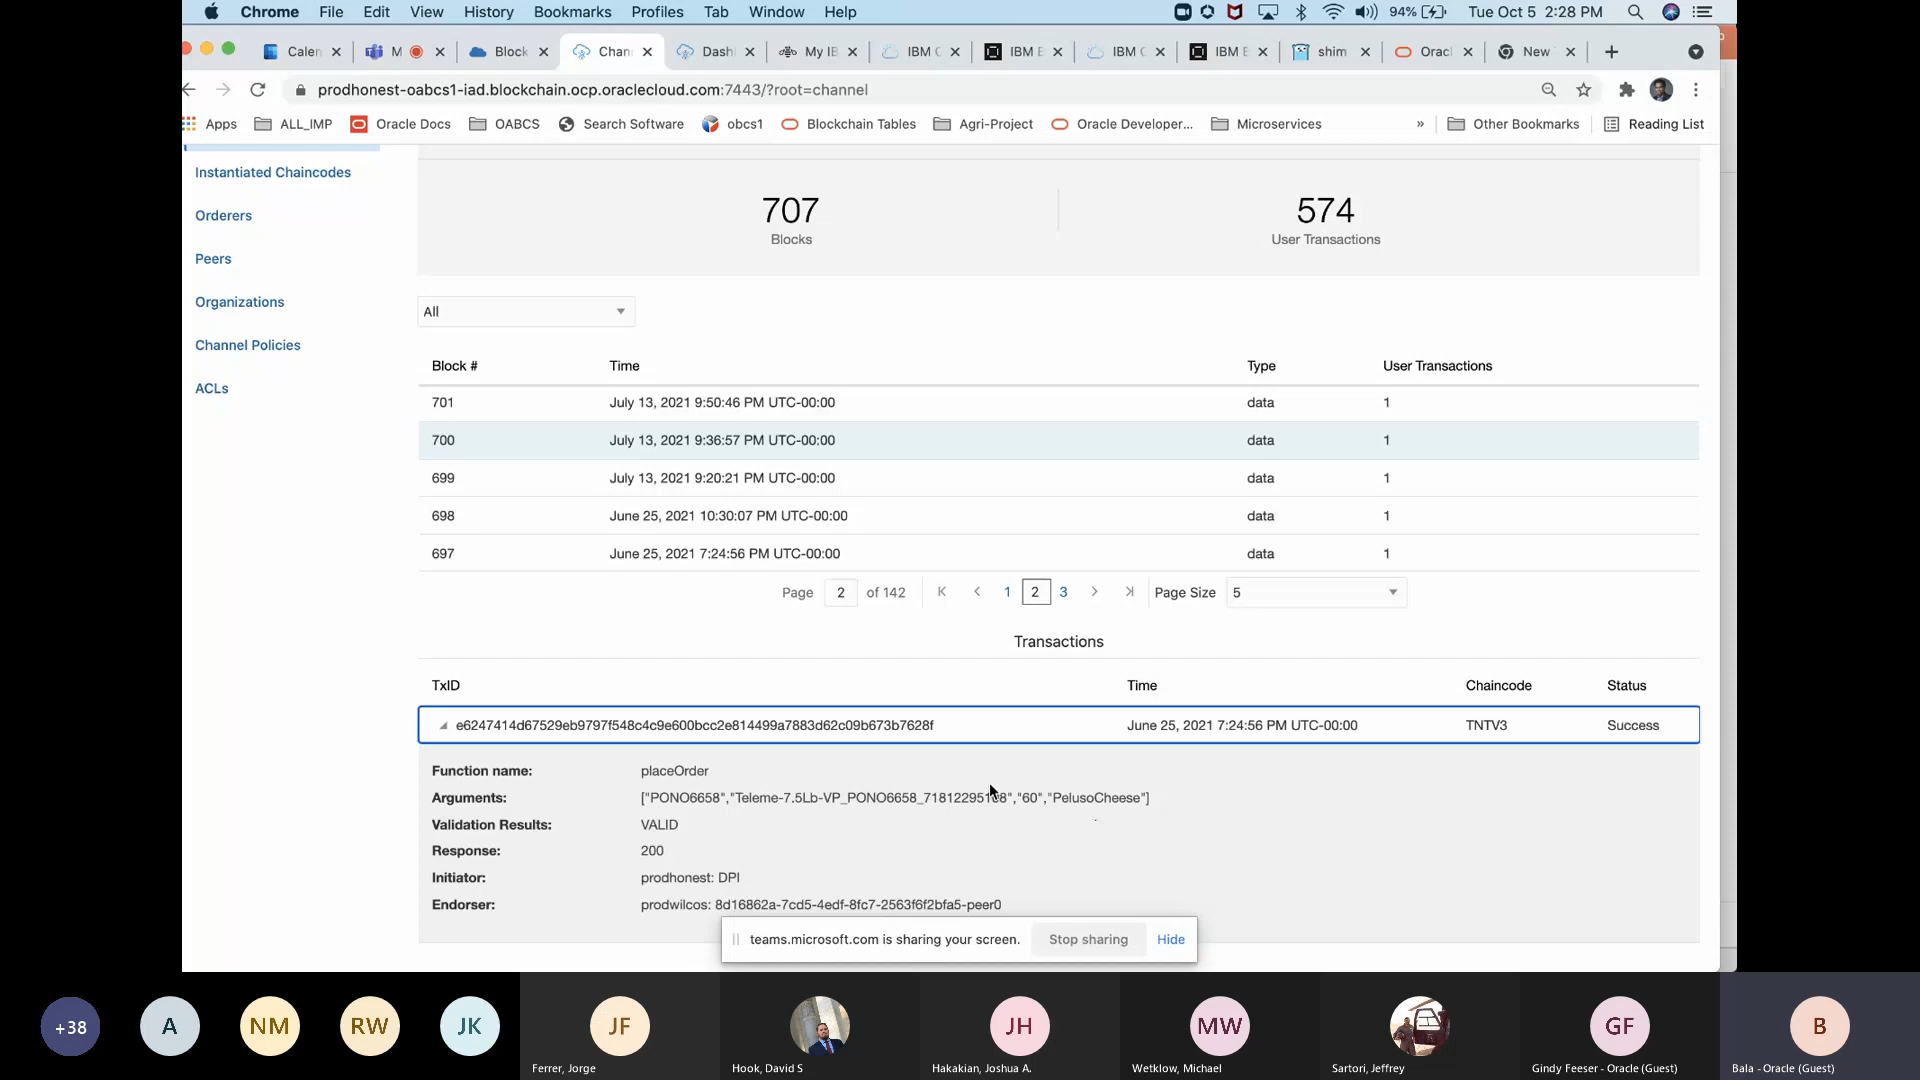 Chrome File Edit View History Bookmarks Profiles Tab Window Help 94% Tue Oct 5 2:28 PM
Calen M Block Chan Dash My IB IBM C IBM E IBM C IBM E shim Orac New
prodhonest-oabcs1-iad.blockchain.ocp.oraclecloud.com:7443/?root=channel
Apps ALL_IMP Oracle Docs OABCS Search Software obcs1 Blockchain Tables Agri-Project Oracle Developer... Microservices » Other Bookmarks Reading List
Instantiated Chaincodes
Orderers
Peers
Organizations
Channel Policies
ACLs
707 574
Blocks User Transactions
All
Block # Time Type User Transactions
701 July 13, 2021 9:50:46 PM UTC-00:00 data 1
700 July 13, 2021 9:36:57 PM UTC-00:00 data 1
699 July 13, 2021 9:20:21 PM UTC-00:00 data 1
698 June 25, 2021 10:30:07 PM UTC-00:00 data 1
697 June 25, 2021 7:24:56 PM UTC-00:00 data 1
Page 2 of 142 1 2 3 Page Size 5
Transactions
TxID Time Chaincode Status
e6247414d67529eb9797f548c4c9e600bcc2e814499a7883d62c09b673b7628f June 25, 2021 7:24:56 PM UTC-00:00 TNTV3 Success
Function name: placeOrder
Arguments: ["PONO6658","Teleme-7.5Lb-VP_PONO6658_71812295108","60","PelusoCheese"]
Validation Results: VALID
Response: 200
Initiator: prodhonest: DPI
Endorser: prodwilcos: 8d16862a-7cd5-4edf-8fc7-2563f6f2bfa5-peer0
teams.microsoft.com is sharing your screen. Stop sharing Hide
+38 A NM RW JK JF JH MW GF B
Ferrer, Jorge Hook, David S Hakakian, Joshua A. Wetklow, Michael Sartori, Jeffrey Gindy Feeser - Oracle (Guest) Bala - Oracle (Guest)